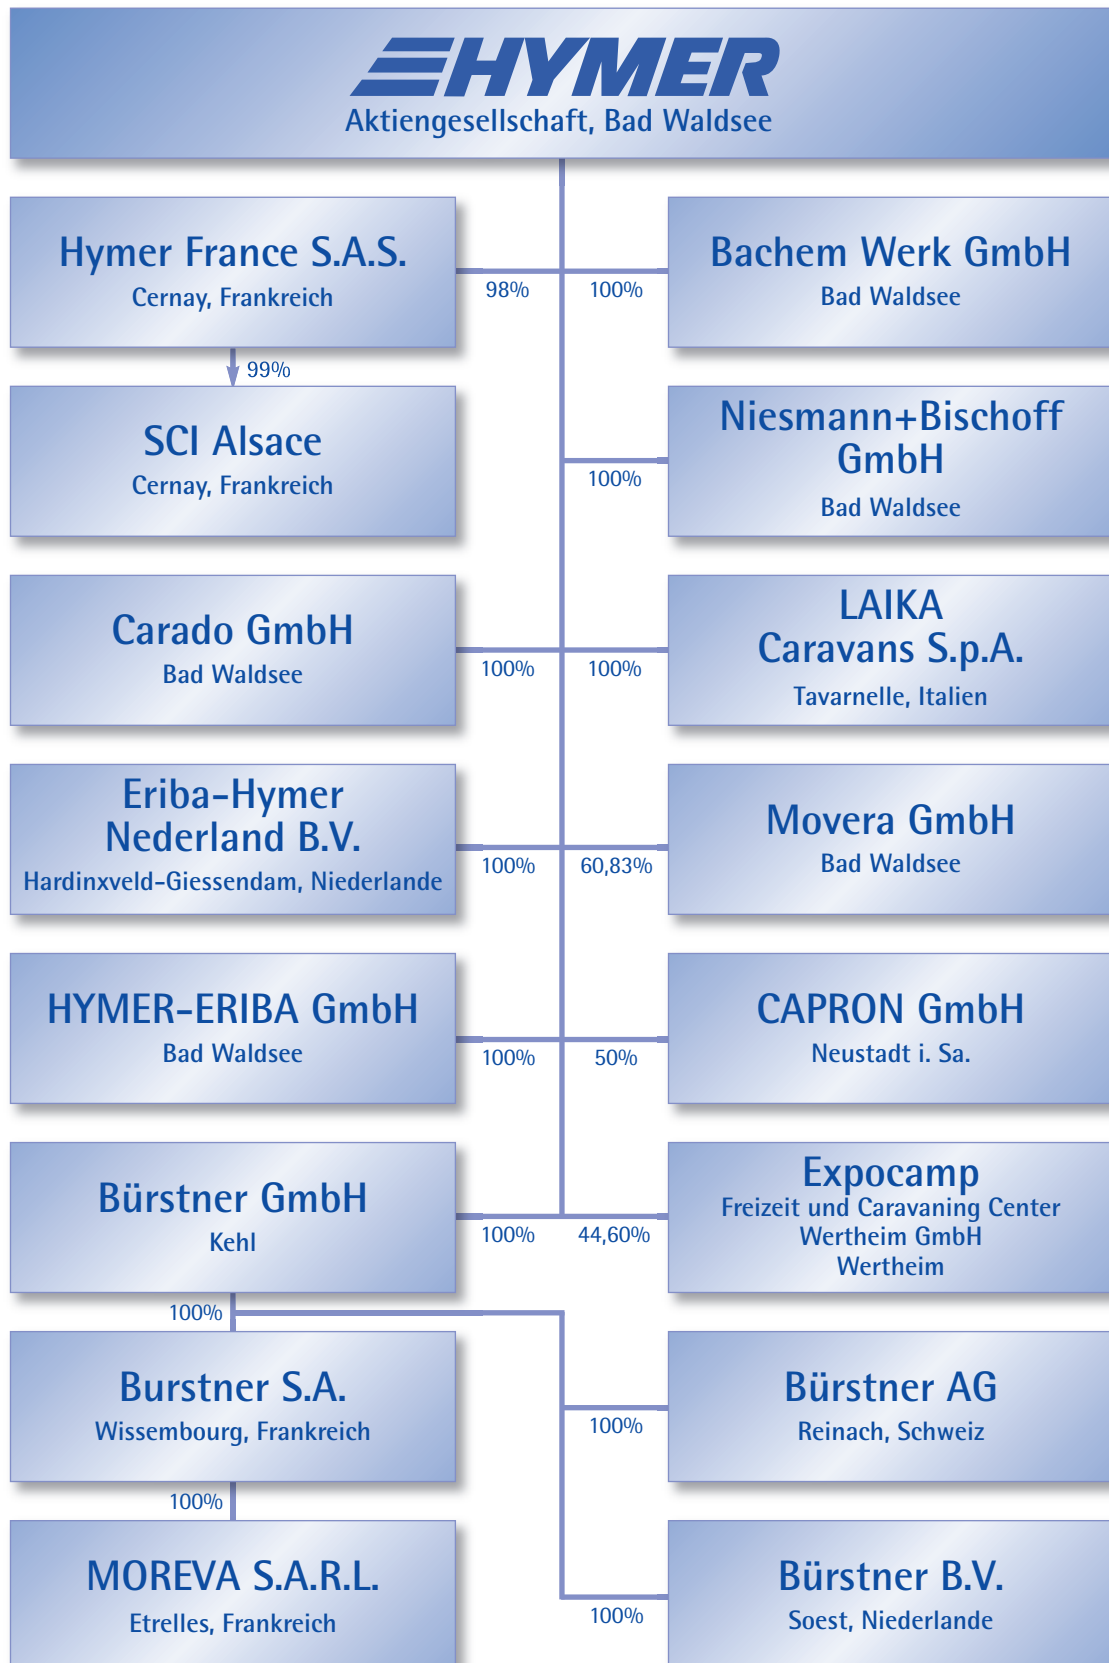 HYMER
Aktiengesellschaft, Bad Waldsee
Hymer France S.A.S.
Cernay, Frankreich
98%
100%
Bachem Werk GmbH
Bad Waldsee
99%
SCI Alsace
Cernay, Frankreich
100%
Niesmann+Bischoff
GmbH
Bad Waldsee
Carado GmbH
Bad Waldsee
100%
100%
LAIKA
Caravans S.p.A.
Tavarnelle, Italien
Eriba-Hymer
Nederland B.V.
Hardinxveld-Giessendam, Niederlande
100%
60,83%
Movera GmbH
Bad Waldsee
HYMER-ERIBA GmbH
Bad Waldsee
100%
50%
CAPRON GmbH
Neustadt i. Sa.
Bürstner GmbH
Kehl
100%
44,60%
Expocamp
Freizeit und Caravaning Center
Wertheim GmbH
Wertheim
100%
Burstner S.A.
Wissembourg, Frankreich
100%
Bürstner AG
Reinach, Schweiz
100%
MOREVA S.A.R.L.
Etrelles, Frankreich
100%
Bürstner B.V.
Soest, Niederlande